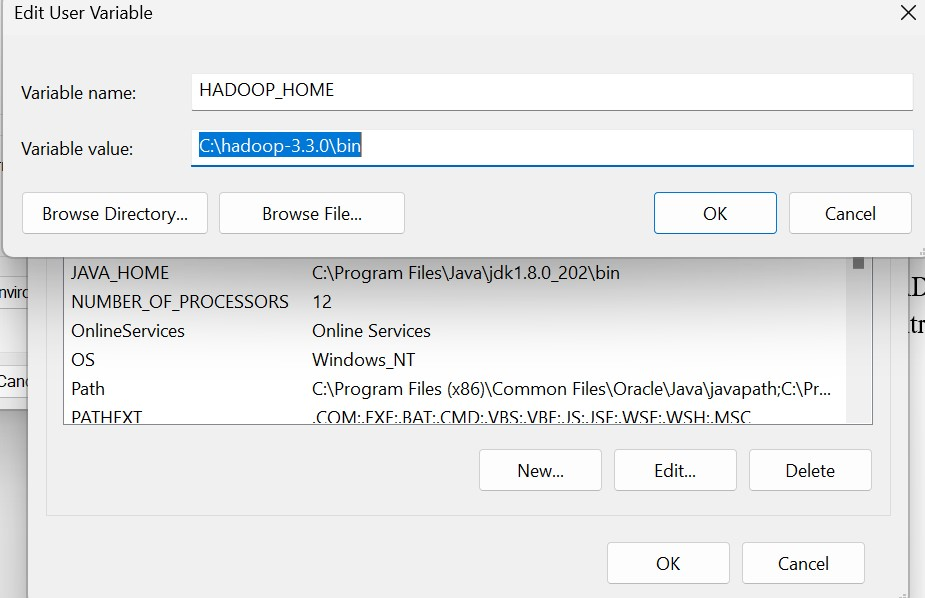 Edit User Variable
Variable name:
HADOOP_HOME
Variable value:
C:\hadoop-3.3.0\bin
Browse Directory...
Browse File...
OK
Cancel
JAVA_HOME
C:\Program Files\Java\jdk1.8.0_202\bin
NUMBER_OF_PROCESSORS
12
OnlineServices
Online Services
OS
Windows_NT
Path
C:\Program Files (x86)\Common Files\Oracle\Java\javapath;C:\Pr...
PATHEXT
.COM;.EXE;.BAT;.CMD;.VBS;.VBE;.JS;.JSE;.WSF;.WSH;.MSC
New...
Edit...
Delete
OK
Cancel